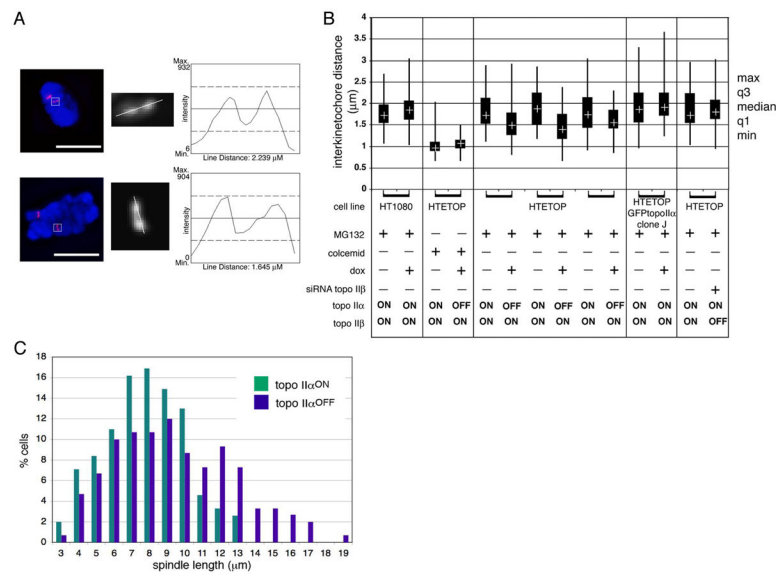 A
Max.
932
intensity
6
Min.
Line Distance: 2.239 μM
Max.
904
intensity
0
Min.
Line Distance: 1.645 μM
B
interkinetochore distance
(μm)
4
3.5
3
2.5
2
1.5
1
0.5
0
max
q3
median
q1
min
cell line HT1080 HTETOP HTETOP HTETOP GFPtopoIIα clone J HTETOP
MG132 + + – – + + + + + + + + + +
colcemid – – + + – – – – – – – – – –
dox – + – + – + – + – + – + – –
siRNA topo IIβ – – – – – – – – – – – – – +
topo IIα ON ON ON OFF ON OFF ON OFF ON OFF ON ON ON ON
topo IIβ ON ON ON ON ON ON ON ON ON ON ON ON ON OFF
C
% cells
18
16
14
12
10
8
6
4
2
0
topo IIαON
topo IIαOFF
3 4 5 6 7 8 9 10 11 12 13 14 15 16 17 18 19
spindle length (μm)